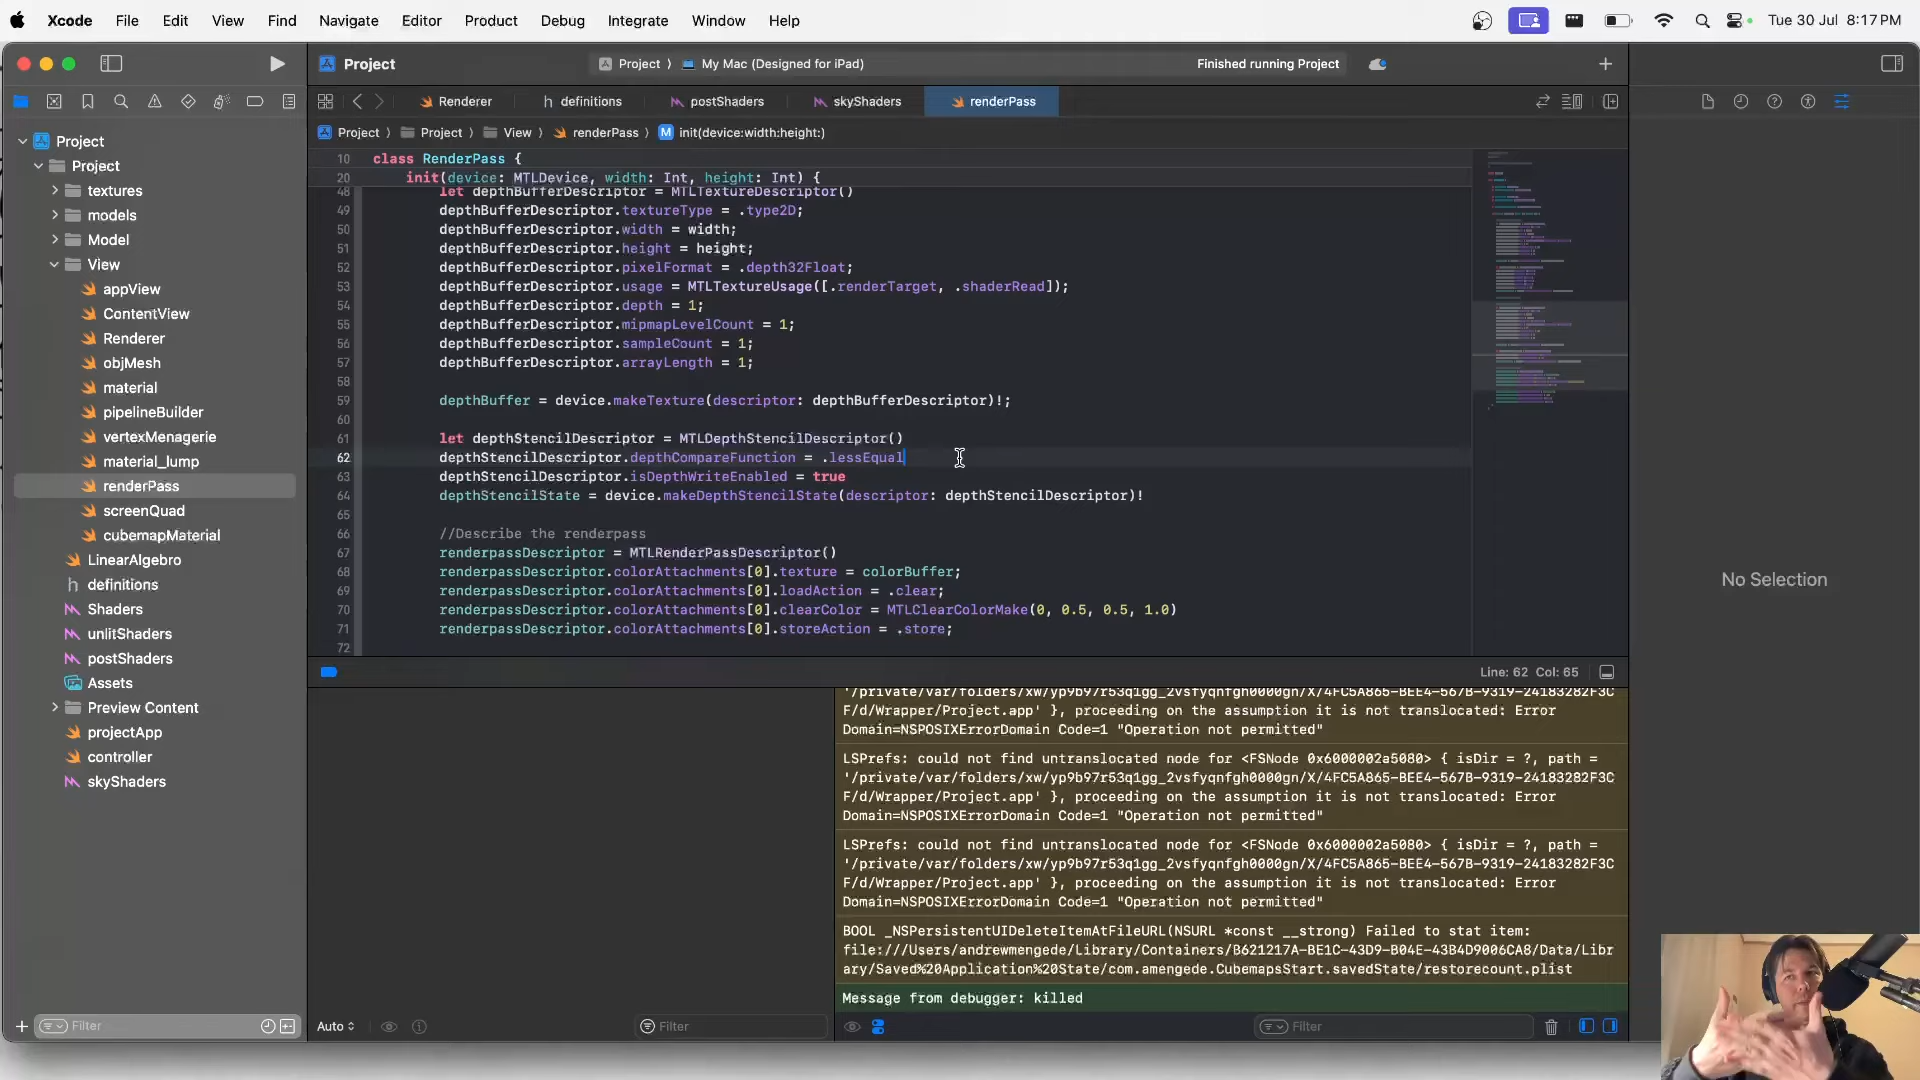 Xcode File Edit View Find Navigate Editor Product Debug Integrate Window Help
Tue 30 Jul 8:17 PM
Project
Project 〉 My Mac (Designed for iPad)
Finished running Project
Renderer
definitions
postShaders
skyShaders
renderPass
Project 〉 Project 〉 View 〉 renderPass 〉 M init(device:width:height:)
Project
Project
textures
models
Model
View
appView
ContentView
Renderer
objMesh
material
pipelineBuilder
vertexMenagerie
material_lump
renderPass
screenQuad
cubemapMaterial
LinearAlgebro
definitions
Shaders
unlitShaders
postShaders
Assets
Preview Content
projectApp
controller
skyShaders
Filter
10 class RenderPass {
20 init(device: MTLDevice, width: Int, height: Int) {
48 let depthBufferDescriptor = MTLTextureDescriptor()
49 depthBufferDescriptor.textureType = .type2D;
50 depthBufferDescriptor.width = width;
51 depthBufferDescriptor.height = height;
52 depthBufferDescriptor.pixelFormat = .depth32Float;
53 depthBufferDescriptor.usage = MTLTextureUsage([.renderTarget, .shaderRead]);
54 depthBufferDescriptor.depth = 1;
55 depthBufferDescriptor.mipmapLevelCount = 1;
56 depthBufferDescriptor.sampleCount = 1;
57 depthBufferDescriptor.arrayLength = 1;
58
59 depthBuffer = device.makeTexture(descriptor: depthBufferDescriptor)!;
60
61 let depthStencilDescriptor = MTLDepthStencilDescriptor()
62 depthStencilDescriptor.depthCompareFunction = .lessEqual
63 depthStencilDescriptor.isDepthWriteEnabled = true
64 depthStencilState = device.makeDepthStencilState(descriptor: depthStencilDescriptor)!
65
66 //Describe the renderpass
67 renderpassDescriptor = MTLRenderPassDescriptor()
68 renderpassDescriptor.colorAttachments[0].texture = colorBuffer;
69 renderpassDescriptor.colorAttachments[0].loadAction = .clear;
70 renderpassDescriptor.colorAttachments[0].clearColor = MTLClearColorMake(0, 0.5, 0.5, 1.0)
71 renderpassDescriptor.colorAttachments[0].storeAction = .store;
72
Line: 62 Col: 65
'/private/var/folders/xw/yp9b97r53q1gg_2vsfyqnfgh0000gn/X/4FC5A865-BEE4-567B-9319-24183282F3C
F/d/Wrapper/Project.app' }, proceeding on the assumption it is not translocated: Error
Domain=NSPOSIXErrorDomain Code=1 "Operation not permitted"
LSPrefs: could not find untranslocated node for <FSNode 0x6000002a5080> { isDir = ?, path =
'/private/var/folders/xw/yp9b97r53q1gg_2vsfyqnfgh0000gn/X/4FC5A865-BEE4-567B-9319-24183282F3C
F/d/Wrapper/Project.app' }, proceeding on the assumption it is not translocated: Error
Domain=NSPOSIXErrorDomain Code=1 "Operation not permitted"
LSPrefs: could not find untranslocated node for <FSNode 0x6000002a5080> { isDir = ?, path =
'/private/var/folders/xw/yp9b97r53q1gg_2vsfyqnfgh0000gn/X/4FC5A865-BEE4-567B-9319-24183282F3C
F/d/Wrapper/Project.app' }, proceeding on the assumption it is not translocated: Error
Domain=NSPOSIXErrorDomain Code=1 "Operation not permitted"
BOOL _NSPersistentUIDeleteItemAtFileURL(NSURL *const __strong) Failed to stat item:
file:///Users/andrewmengede/Library/Containers/B621217A-BE1C-43D9-B04E-43B4D9006CA8/Data/Libr
ary/Saved%20Application%20State/com.amengede.CubemapsStart.savedState/restorecount.plist
Message from debugger: killed
Auto
Filter
Filter
No Selection